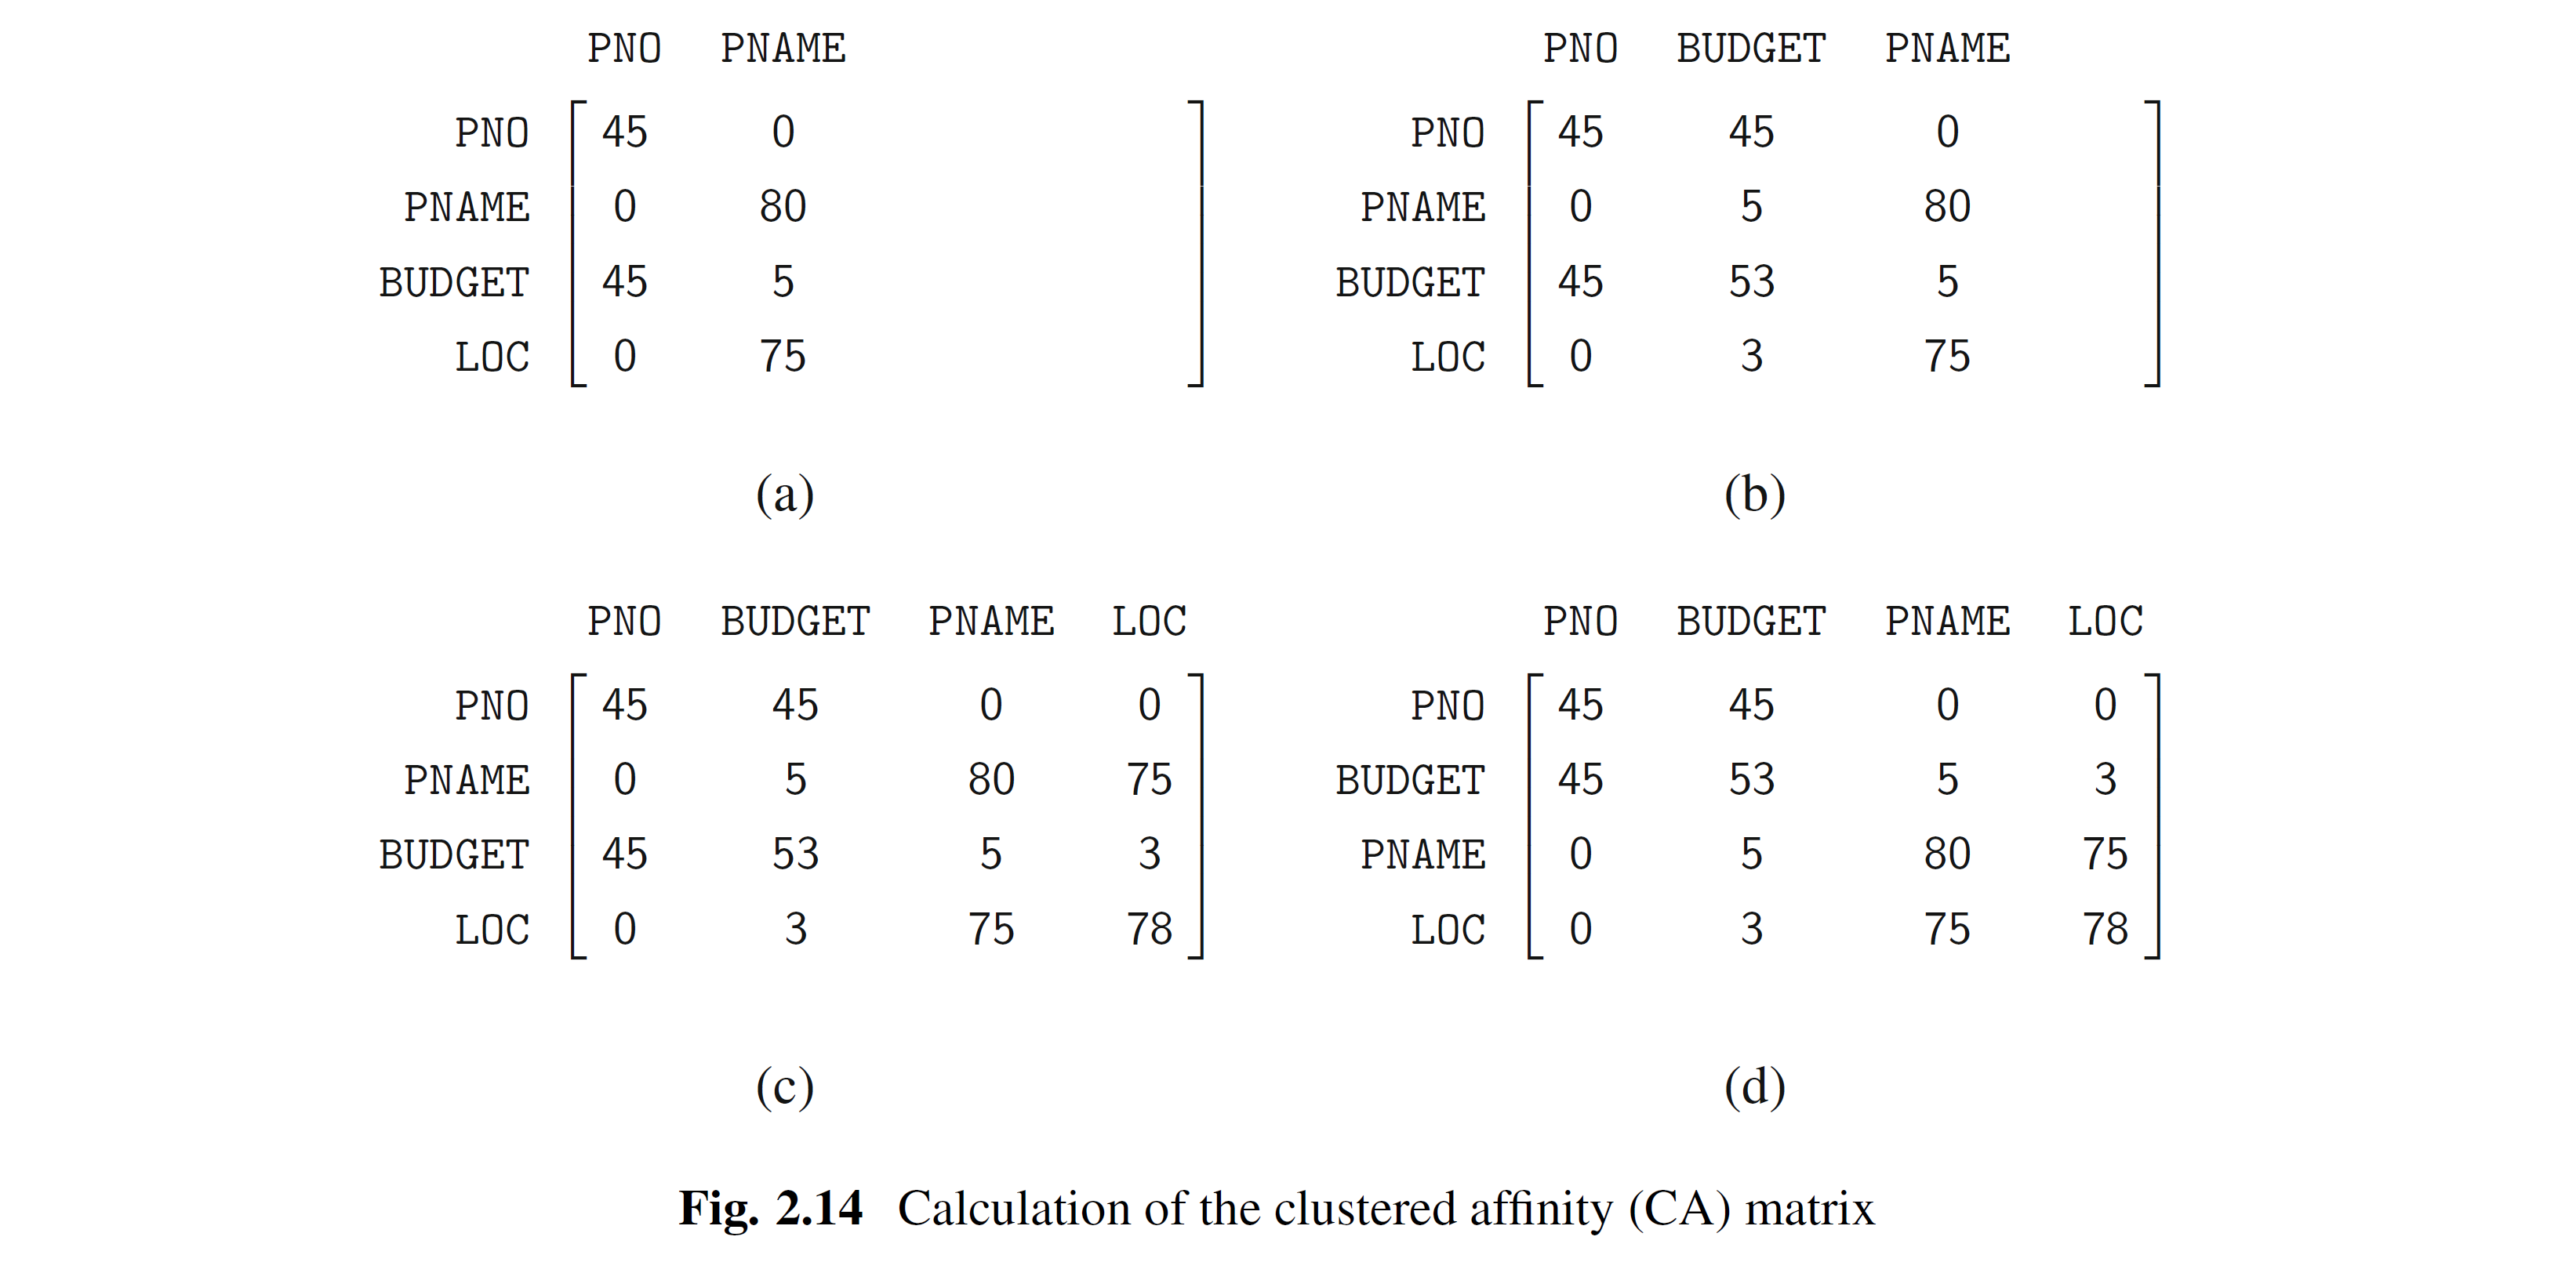 PNO PNAME
PNO 45 0
PNAME 0 80
BUDGET 45 5
LOC 0 75
(a)
PNO BUDGET PNAME
PNO 45 45 0
PNAME 0 5 80
BUDGET 45 53 5
LOC 0 3 75
(b)
PNO BUDGET PNAME LOC
PNO 45 45 0 0
PNAME 0 5 80 75
BUDGET 45 53 5 3
LOC 0 3 75 78
(c)
PNO BUDGET PNAME LOC
PNO 45 45 0 0
BUDGET 45 53 5 3
PNAME 0 5 80 75
LOC 0 3 75 78
(d)
Fig. 2.14 Calculation of the clustered affinity (CA) matrix